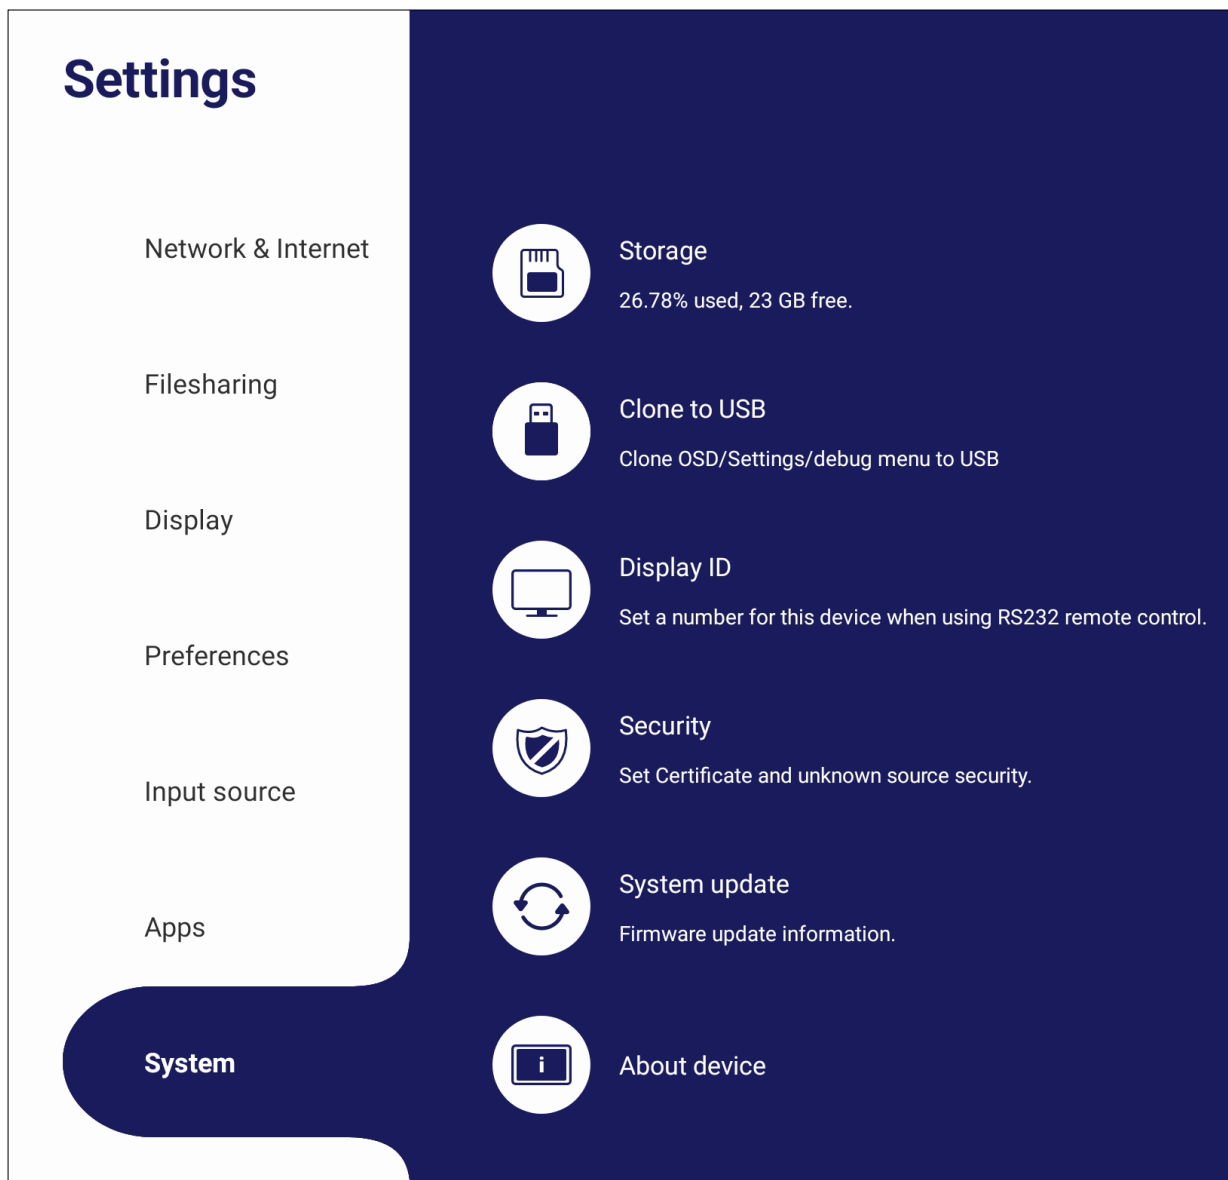 Settings
Network & Internet
Filesharing
Display
Preferences
Input source
Apps
System
Storage
26.78% used, 23 GB free.
Clone to USB
Clone OSD/Settings/debug menu to USB
Display ID
Set a number for this device when using RS232 remote control.
Security
Set Certificate and unknown source security.
System update
Firmware update information.
i
About device